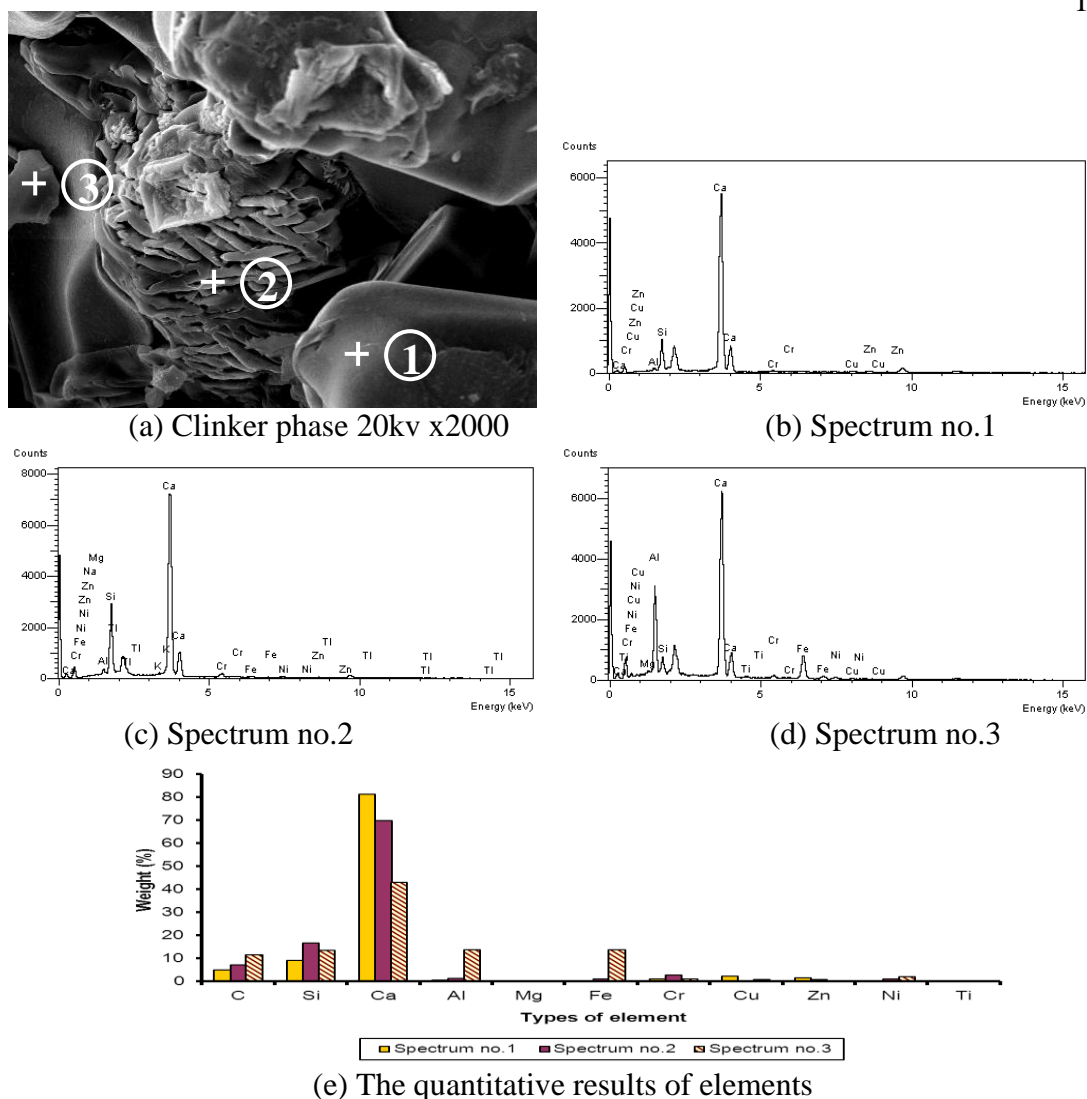 1
3
2
1
(a) Clinker phase 20kv x2000
Counts
6000
4000
2000
0
Ca
Zn
Cu
Zn
Cu
Cr
Ca
Si
Al
Ca
Cr
Cr
Cu
Zn
Cu
Zn
0 5 10 15
Energy (keV)
(b) Spectrum no.1
Counts
8000
6000
4000
2000
0
Ca
Mg
Na
Zn
Zn
Ni
Ni
Fe
Cr
Si
Tl
Tl
Al
Tl
Tl
K
K
Ca
Cr
Cr
Fe
Fe
Ni
Ni
Zn
Tl
Zn
Tl
Tl
Tl
Tl
Tl
0 5 10 15
Energy (keV)
(c) Spectrum no.2
Counts
6000
4000
2000
0
Ca
Al
Cu
Ni
Cu
Ni
Fe
Cr
Ti
Mg
Si
Ca
Ti
Ti
Cr
Cr
Fe
Fe
Ni
Cu
Ni
Cu
0 5 10 15
Energy (keV)
(d) Spectrum no.3
90
80
70
60
50
40
30
20
10
0
Weight (%)
C Si Ca Al Mg Fe Cr Cu Zn Ni Ti
Types of element
Spectrum no.1 Spectrum no.2 Spectrum no.3
(e) The quantitative results of elements